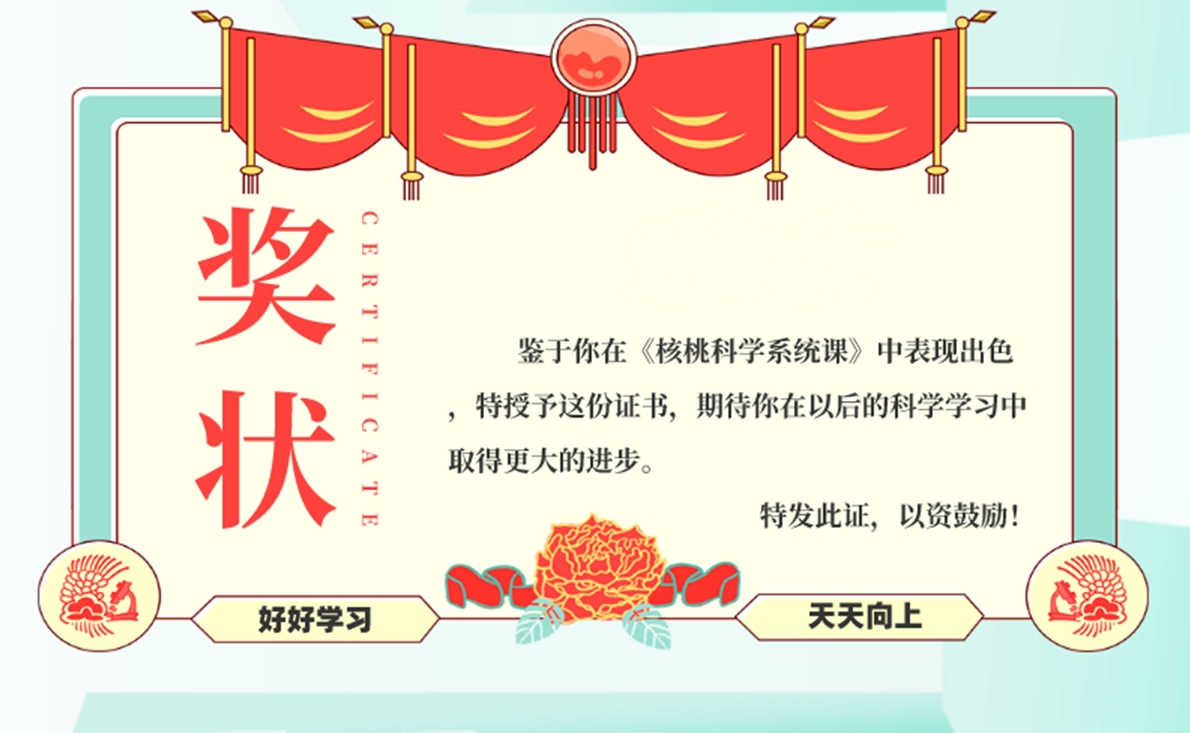 奖状
CERTIFICATE
鉴于你在《核桃科学系统课》中表现出色
，特授予这份证书，期待你在以后的科学学习中
取得更大的进步。
特发此证，以资鼓励！
好好学习
天天向上